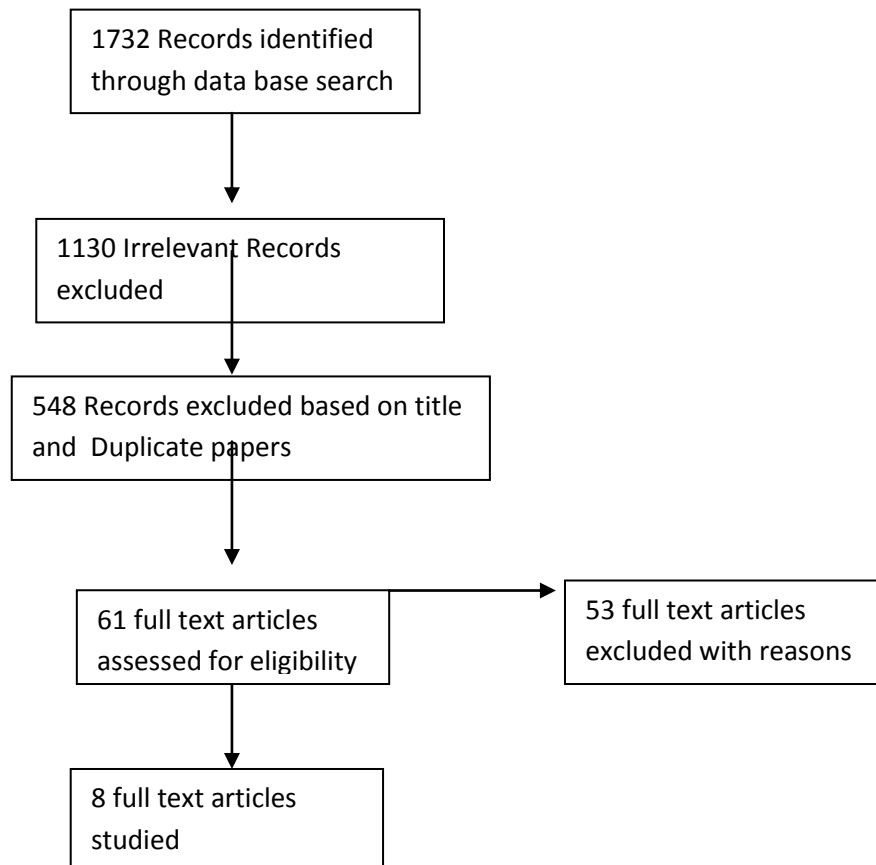 1732 Records identified
through data base search
1130 Irrelevant Records
excluded
548 Records excluded based on title
and  Duplicate papers
61 full text articles
assessed for eligibility
53 full text articles
excluded with reasons
8 full text articles
studied